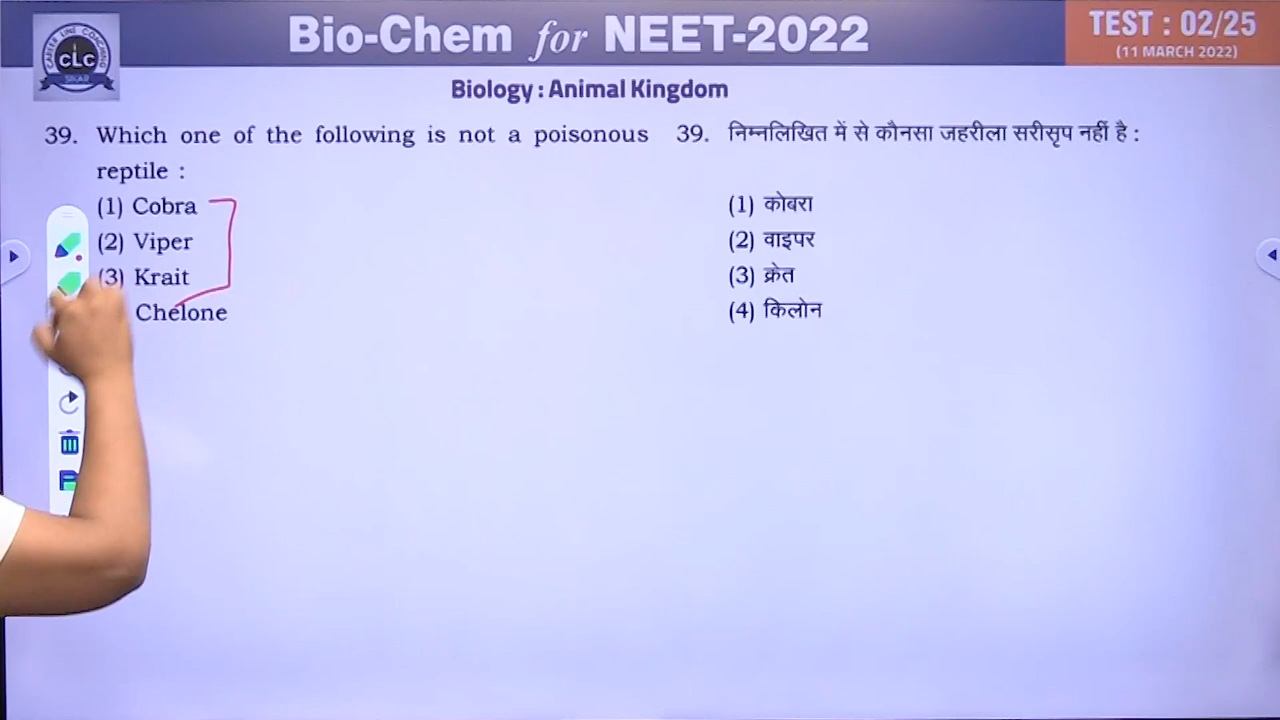 Bio-Chem for NEET-2022
TEST : 02/25
(11 MARCH 2022)
CAREER LINE COACHING
CLC
SIKAR
Biology : Animal Kingdom
39. Which one of the following is not a poisonous
reptile :
(1) Cobra
(2) Viper
(3) Krait
Chelone
39. निम्नलिखित में से कौनसा जहरीला सरीसृप नहीं है :
(1) कोबरा
(2) वाइपर
(3) क्रेत
(4) किलोन